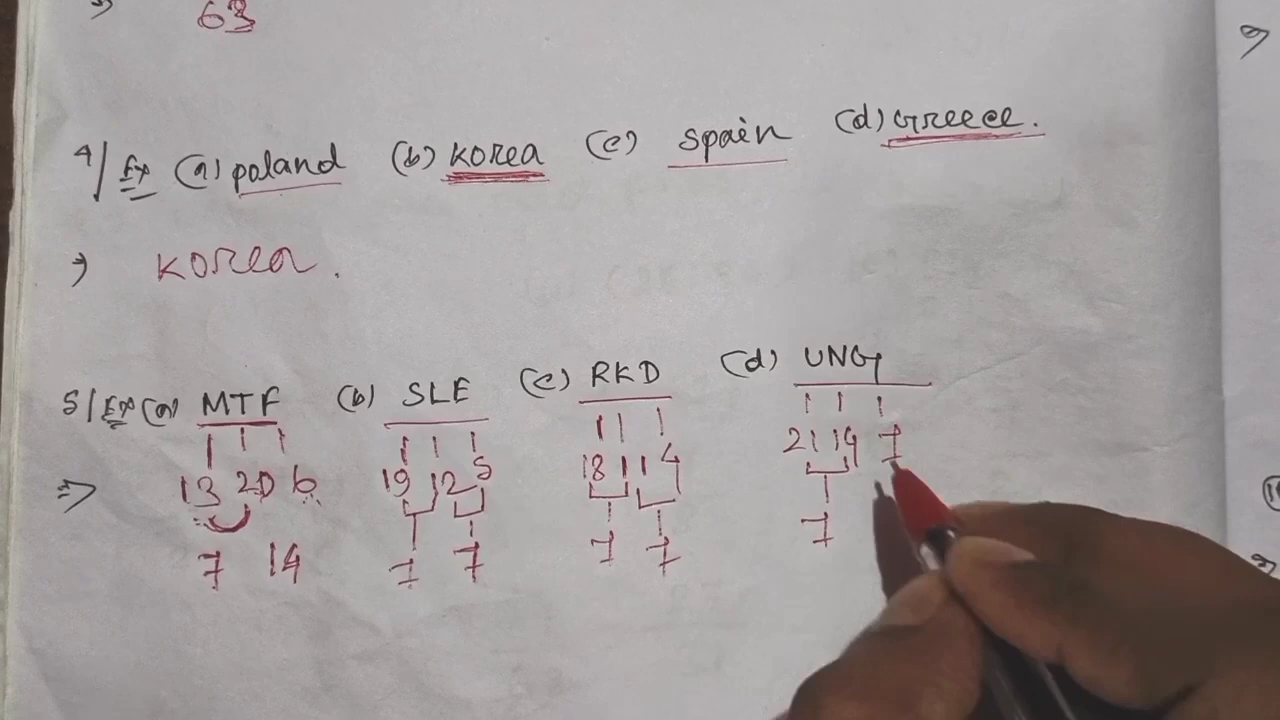 63
4/Ex (a) poland (b) Korea (c) Spain (d) Greece.
Korea.
5/Ex (a) MTF (b) SLE (c) RKD (d) UNG
13 20 6 19 12 5 18 11 4 21 14 7
7 14 7 7 7 7 7